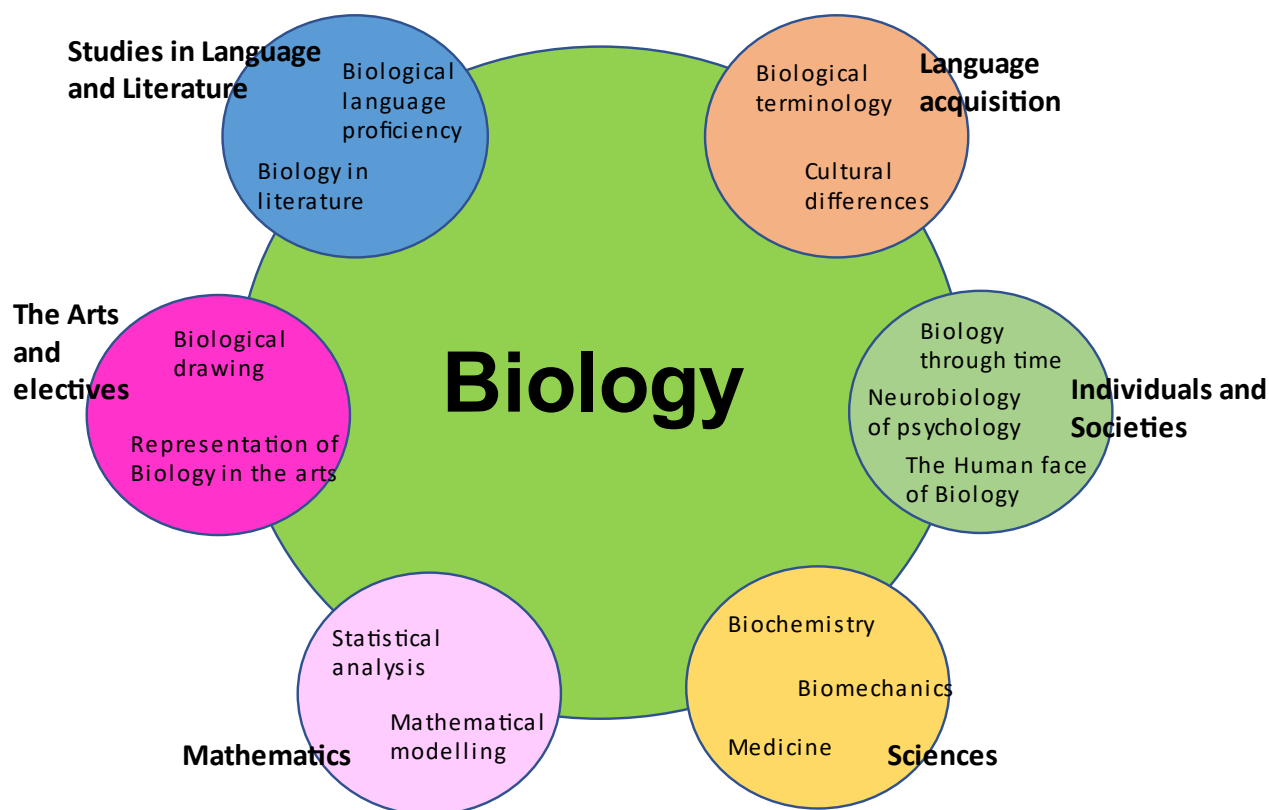 Studies in Language
and Literature
Biological
language
proficiency
Biology in
literature
Biological
terminology
Language
acquisition
Cultural
differences
The Arts
and
electives
Biological
drawing
Representation of
Biology in the arts
Biology
Biology
through time
Neurobiology
of psychology
The Human face
of Biology
Individuals and
Societies
Statistical
analysis
Mathematical
modelling
Mathematics
Biochemistry
Biomechanics
Medicine
Sciences